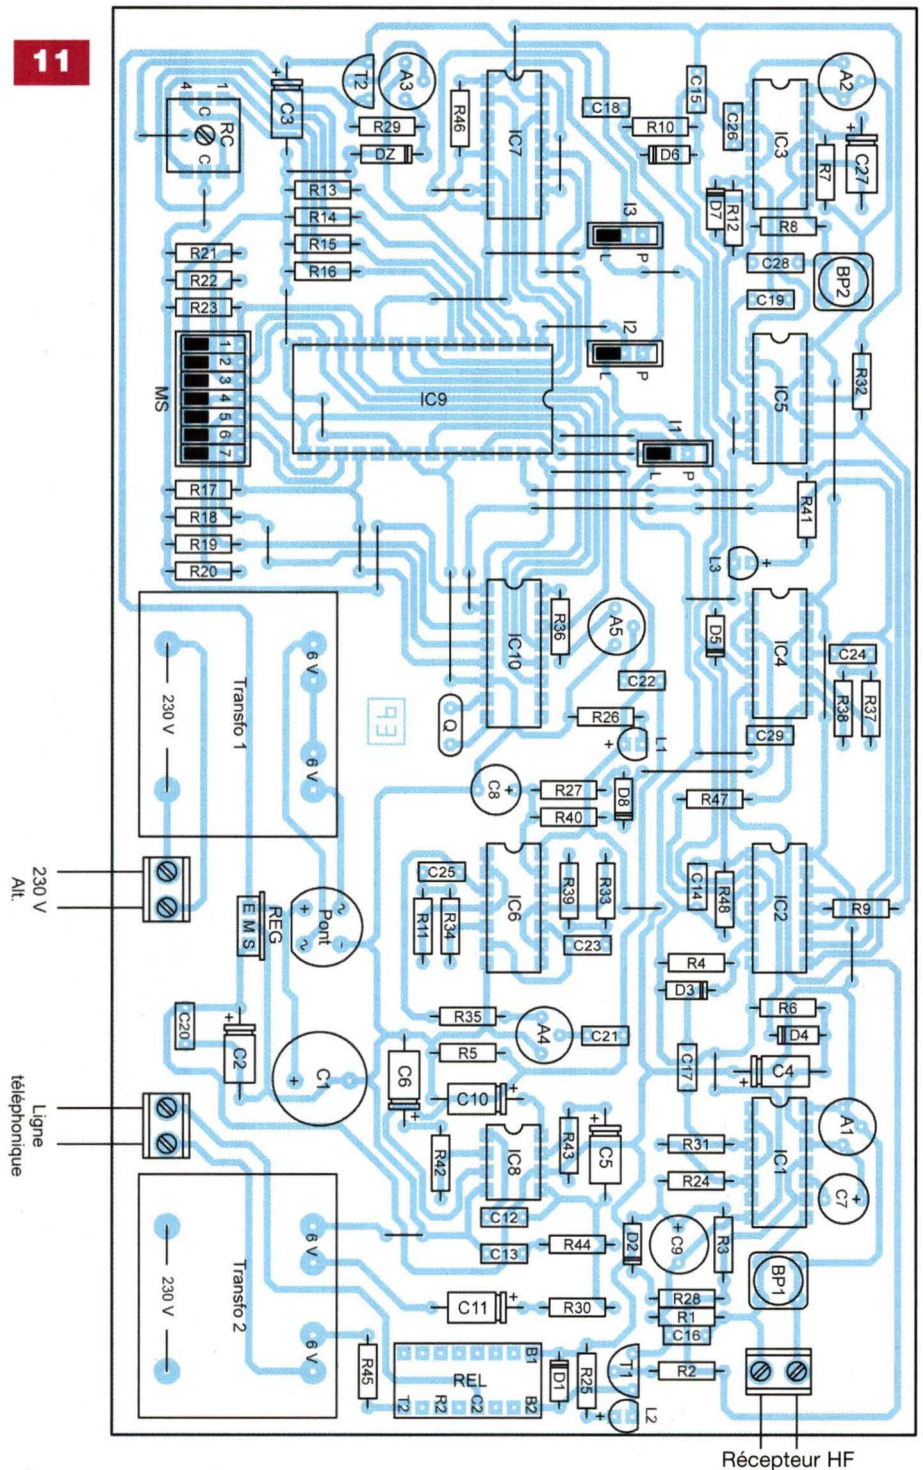 11
4
1
C
RC
C
C3
T2
A3
R29
DZ
R46
IC7
C18
R10
D6
C15
C26
IC3
A2
R7
C27
D7
R12
R8
R13
R14
R15
R16
I3
L
P
C28
BP2
C19
R21
R22
R23
1
2
3
4
5
6
7
MS
IC9
I2
L
P
IC5
R32
I1
L
P
R17
R18
R19
R20
R41
L3
+
230 V
Transfo 1
6 V
6 V
IC10
R36
A5
D5
IC4
C24
C22
R38
R37
Q
E9
R26
L1
+
C29
C8
+
R27
R40
D8
R47
230 V
Alt.
E M S
REG
Pont
+
~
~
-
C25
R11
R34
IC6
R39
R33
C23
C14
R48
IC2
R9
R4
D3
C20
+
C2
C1
+
R35
R5
A4
C21
R6
D4
C6
+
C10
+
C17
C4
+
Ligne
téléphonique
R42
IC8
R43
C5
+
R31
R24
IC1
A1
C7
+
C12
C13
R44
D2
C9
+
R3
BP1
230 V
Transfo 2
6 V
6 V
C11
+
R30
R28
R1
C16
R45
REL
B1
T2
R2
C2
B2
D1
R25
T1
R2
L2
+
Récepteur HF